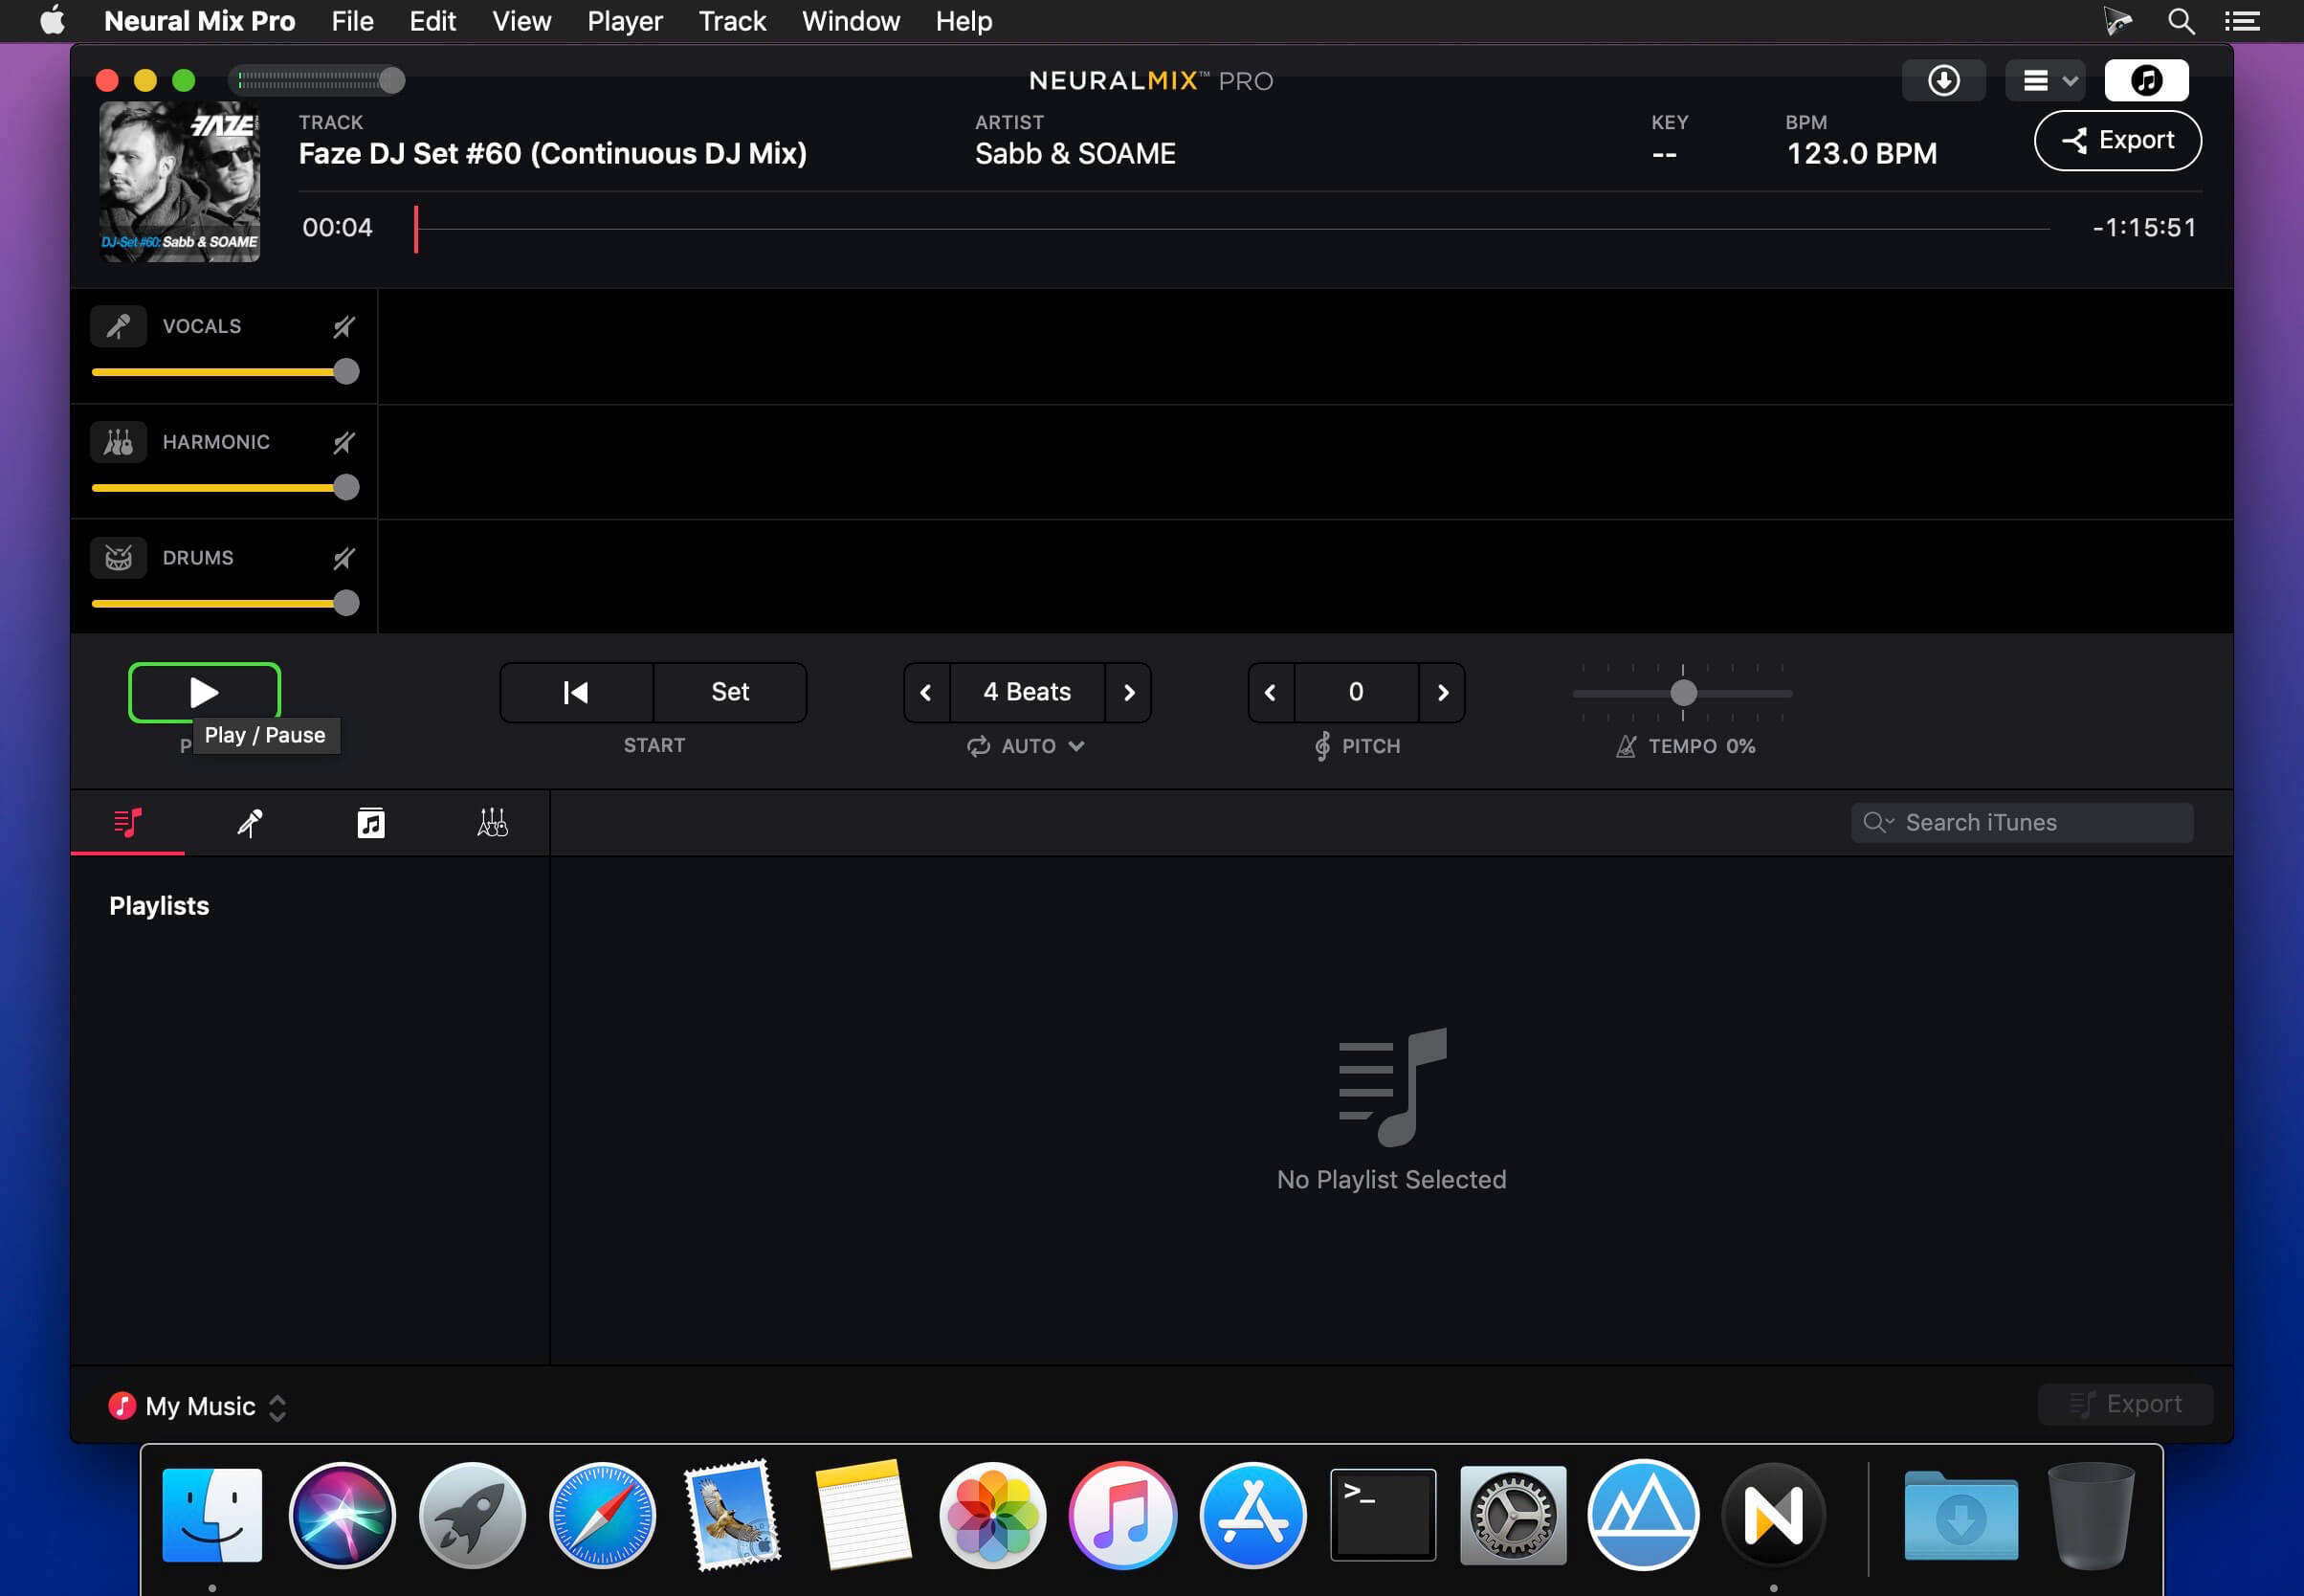 Neural Mix Pro File Edit View Player Track Window Help
NEURALMIX™ PRO
FAZE
DJ-Set #60: Sabb & SOAME
TRACK
Faze DJ Set #60 (Continuous DJ Mix)
ARTIST
Sabb & SOAME
KEY
--
BPM
123.0 BPM
Export
00:04
-1:15:51
VOCALS
HARMONIC
DRUMS
Set
4 Beats
0
Play / Pause
P
START
AUTO
PITCH
TEMPO 0%
Search iTunes
Playlists
No Playlist Selected
My Music
Export
>_